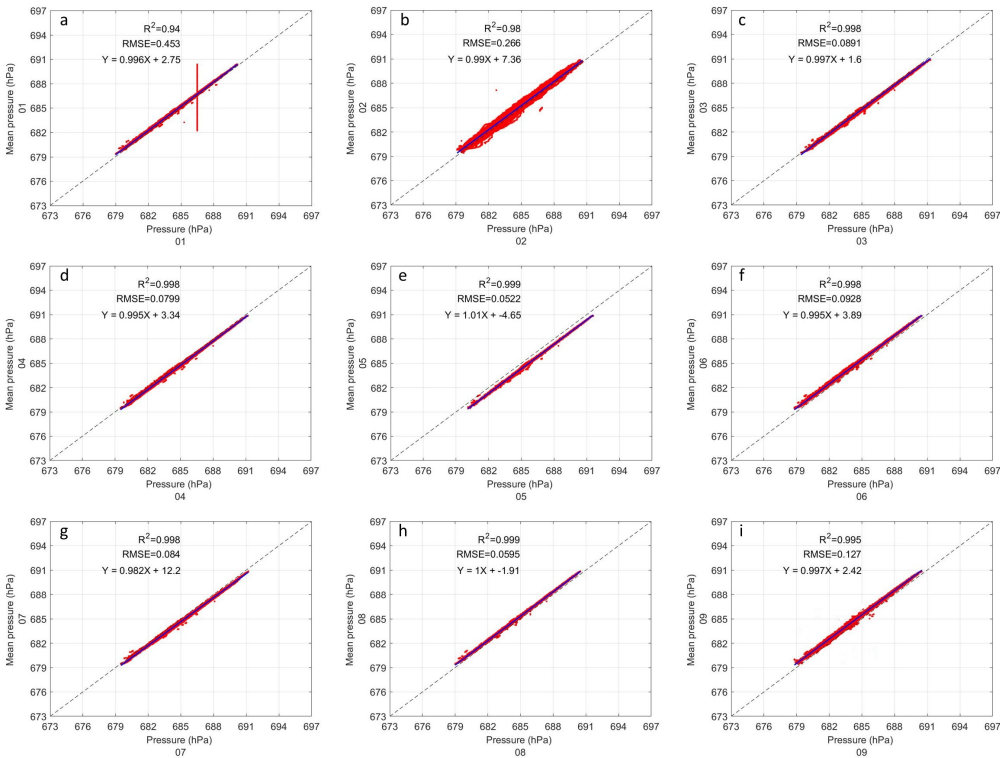 a
R²=0.94
RMSE=0.453
Y = 0.996X + 2.75
697
694
691
688
685
682
679
676
673
Mean pressure (hPa)
01
673 676 679 682 685 688 691 694 697
Pressure (hPa)
01
b
R²=0.98
RMSE=0.266
Y = 0.99X + 7.36
697
694
691
688
685
682
679
676
673
Mean pressure (hPa)
02
673 676 679 682 685 688 691 694 697
Pressure (hPa)
02
c
R²=0.998
RMSE=0.0891
Y = 0.997X + 1.6
697
694
691
688
685
682
679
676
673
Mean pressure (hPa)
03
673 676 679 682 685 688 691 694 697
Pressure (hPa)
03
d
R²=0.998
RMSE=0.0799
Y = 0.995X + 3.34
697
694
691
688
685
682
679
676
673
Mean pressure (hPa)
04
673 676 679 682 685 688 691 694 697
Pressure (hPa)
04
e
R²=0.999
RMSE=0.0522
Y = 1.01X + -4.65
697
694
691
688
685
682
679
676
673
Mean pressure (hPa)
05
673 676 679 682 685 688 691 694 697
Pressure (hPa)
05
f
R²=0.998
RMSE=0.0928
Y = 0.995X + 3.89
697
694
691
688
685
682
679
676
673
Mean pressure (hPa)
06
673 676 679 682 685 688 691 694 697
Pressure (hPa)
06
g
R²=0.998
RMSE=0.084
Y = 0.982X + 12.2
697
694
691
688
685
682
679
676
673
Mean pressure (hPa)
07
673 676 679 682 685 688 691 694 697
Pressure (hPa)
07
h
R²=0.999
RMSE=0.0595
Y = 1X + -1.91
697
694
691
688
685
682
679
676
673
Mean pressure (hPa)
08
673 676 679 682 685 688 691 694 697
Pressure (hPa)
08
i
R²=0.995
RMSE=0.127
Y = 0.997X + 2.42
697
694
691
688
685
682
679
676
673
Mean pressure (hPa)
09
673 676 679 682 685 688 691 694 697
Pressure (hPa)
09